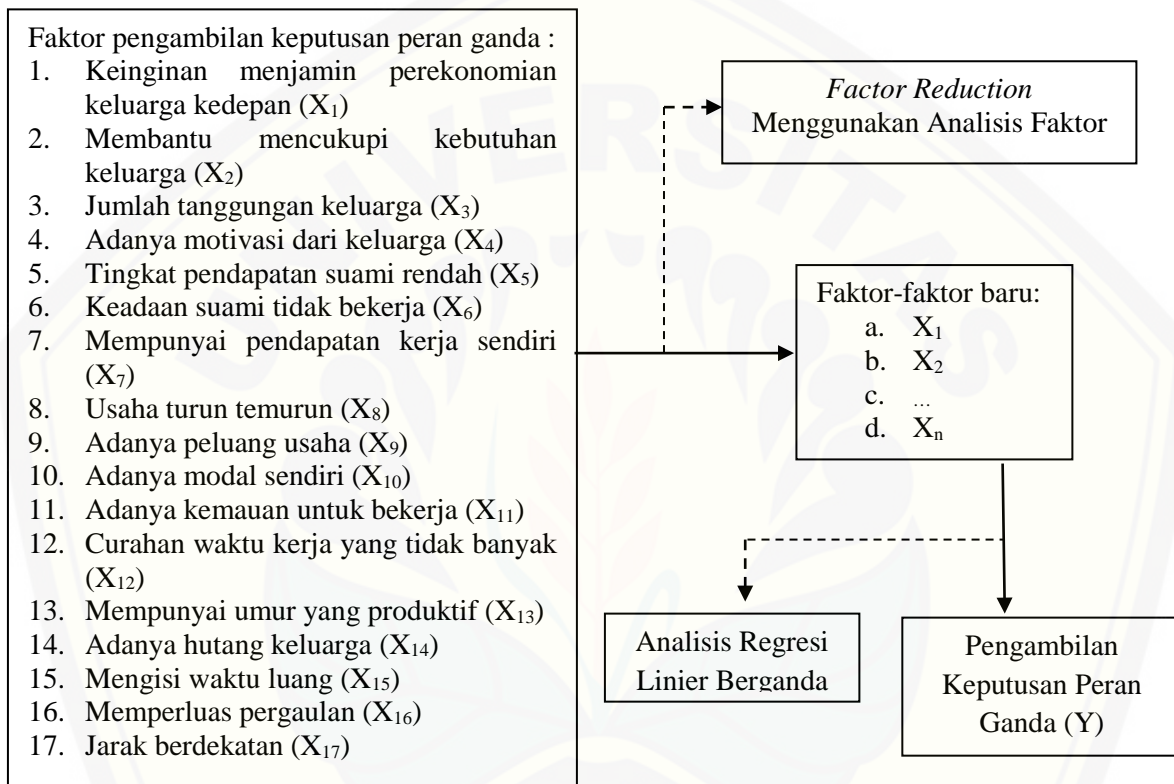 Faktor pengambilan keputusan peran ganda :
1. Keinginan menjamin perekonomian
keluarga kedepan (X₁)
2. Membantu mencukupi kebutuhan
keluarga (X₂)
3. Jumlah tanggungan keluarga (X₃)
4. Adanya motivasi dari keluarga (X₄)
5. Tingkat pendapatan suami rendah (X₅)
6. Keadaan suami tidak bekerja (X₆)
7. Mempunyai pendapatan kerja sendiri
(X₇)
8. Usaha turun temurun (X₈)
9. Adanya peluang usaha (X₉)
10. Adanya modal sendiri (X₁₀)
11. Adanya kemauan untuk bekerja (X₁₁)
12. Curahan waktu kerja yang tidak banyak
(X₁₂)
13. Mempunyai umur yang produktif (X₁₃)
14. Adanya hutang keluarga (X₁₄)
15. Mengisi waktu luang (X₁₅)
16. Memperluas pergaulan (X₁₆)
17. Jarak berdekatan (X₁₇)
Factor Reduction
Menggunakan Analisis Faktor
Faktor-faktor baru:
a. X₁
b. X₂
c. ...
d. Xₙ
Analisis Regresi
Linier Berganda
Pengambilan
Keputusan Peran
Ganda (Y)
UNIVERSITAS